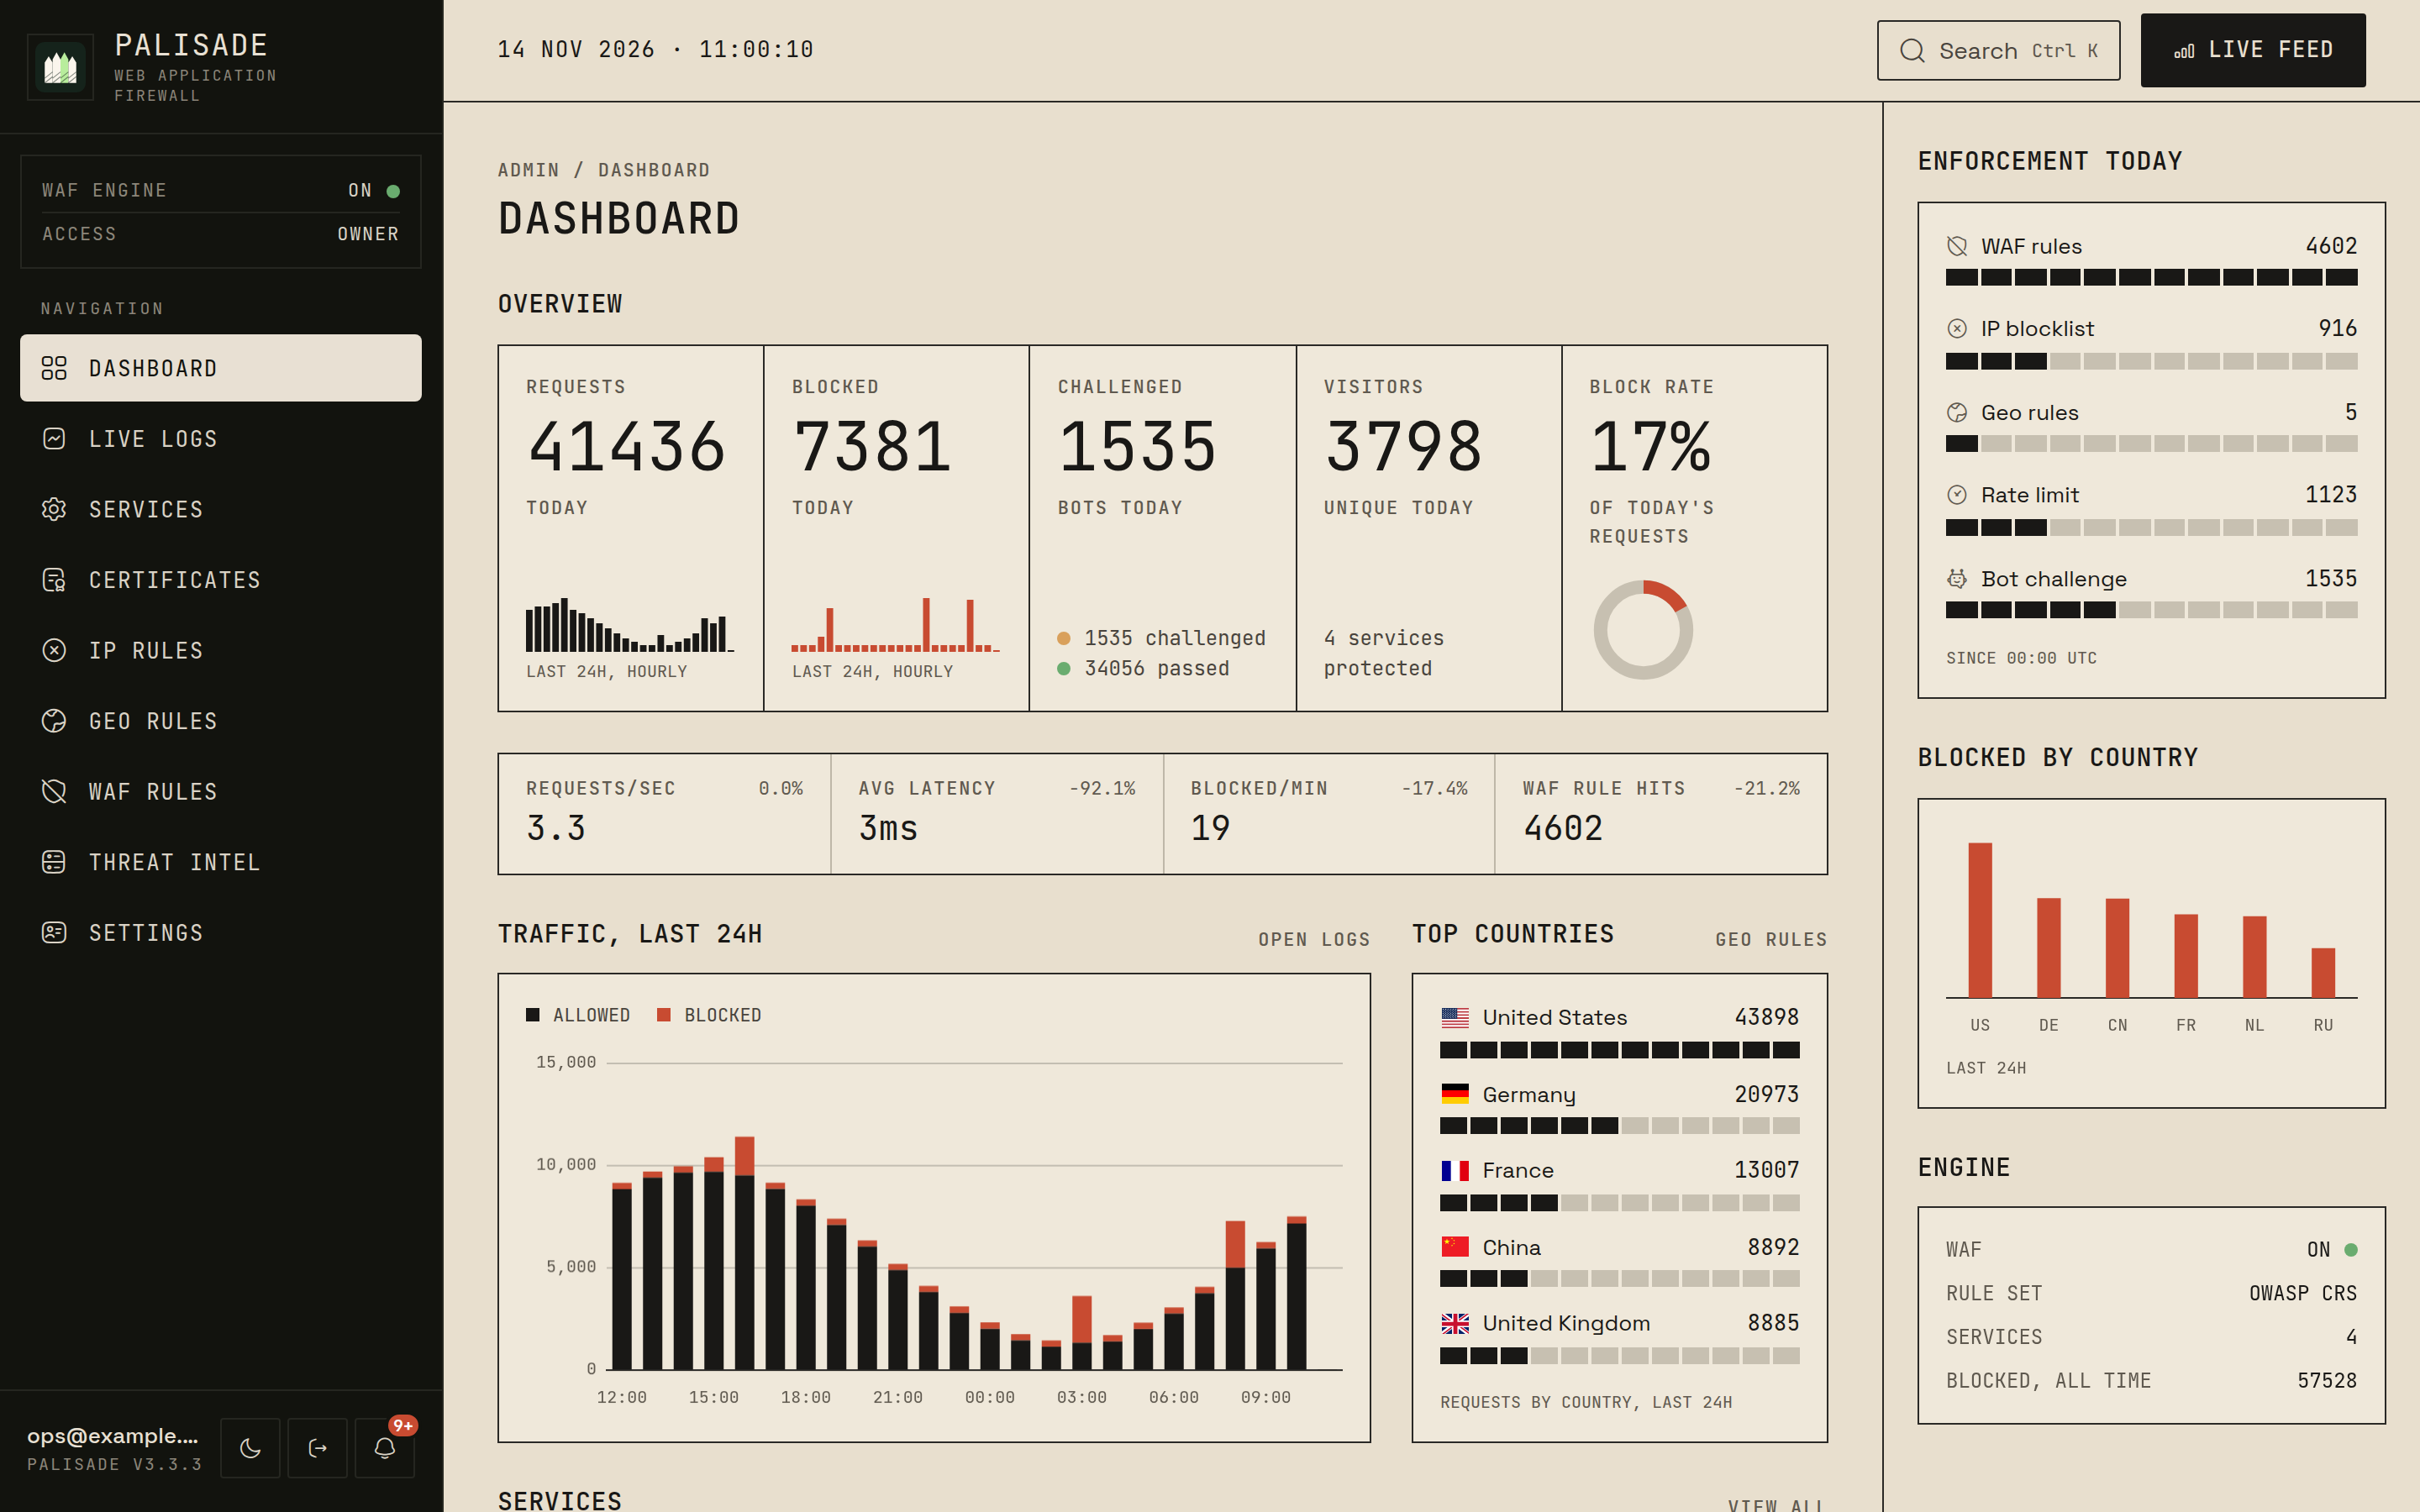 PALISADE
WEB APPLICATION
FIREWALL
WAF ENGINE ON
ACCESS OWNER
NAVIGATION
DASHBOARD
LIVE LOGS
SERVICES
CERTIFICATES
IP RULES
GEO RULES
WAF RULES
THREAT INTEL
SETTINGS
ops@example....
PALISADE V3.3.3
9+
14 NOV 2026 · 11:00:10
Search Ctrl K
LIVE FEED
ADMIN / DASHBOARD
DASHBOARD
OVERVIEW
REQUESTS
41436
TODAY
LAST 24H, HOURLY
BLOCKED
7381
TODAY
LAST 24H, HOURLY
CHALLENGED
1535
BOTS TODAY
1535 challenged
34056 passed
VISITORS
3798
UNIQUE TODAY
4 services
protected
BLOCK RATE
17%
OF TODAY'S
REQUESTS
REQUESTS/SEC 0.0%
3.3
AVG LATENCY -92.1%
3ms
BLOCKED/MIN -17.4%
19
WAF RULE HITS -21.2%
4602
TRAFFIC, LAST 24H OPEN LOGS
ALLOWED BLOCKED
15,000
10,000
5,000
0
12:00 15:00 18:00 21:00 00:00 03:00 06:00 09:00
TOP COUNTRIES GEO RULES
United States 43898
Germany 20973
France 13007
China 8892
United Kingdom 8885
REQUESTS BY COUNTRY, LAST 24H
SERVICES VIEW ALL
ENFORCEMENT TODAY
WAF rules 4602
IP blocklist 916
Geo rules 5
Rate limit 1123
Bot challenge 1535
SINCE 00:00 UTC
BLOCKED BY COUNTRY
US DE CN FR NL RU
LAST 24H
ENGINE
WAF ON
RULE SET OWASP CRS
SERVICES 4
BLOCKED, ALL TIME 57528